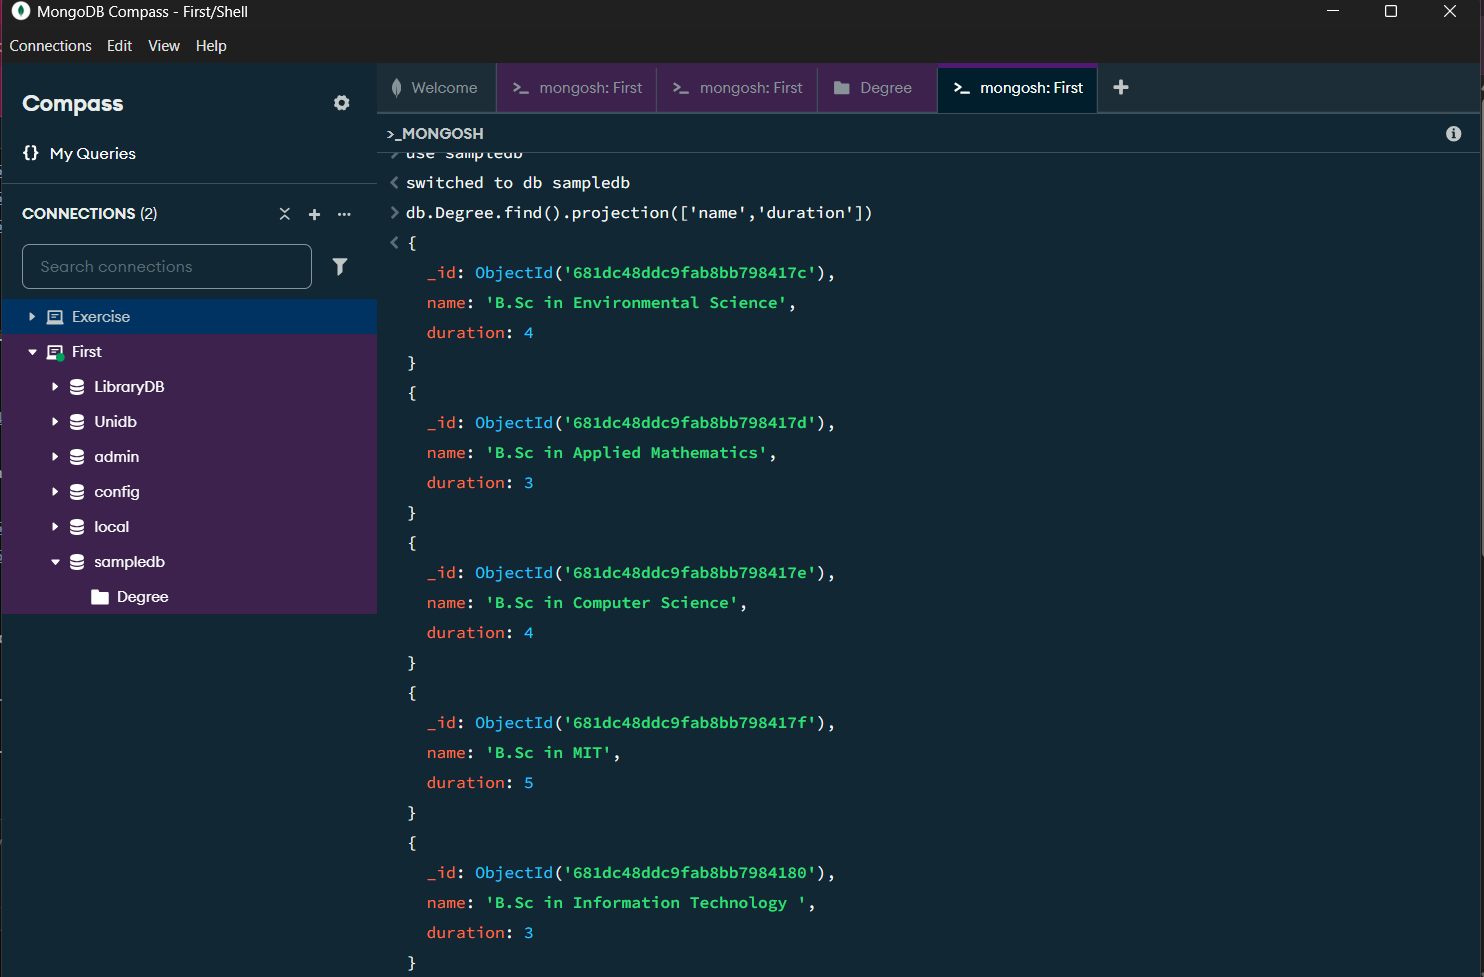 MongoDB Compass - First/Shell
Connections Edit View Help
Compass
{} My Queries
CONNECTIONS (2)
Search connections
Exercise
First
LibraryDB
Unidb
admin
config
local
sampledb
Degree
Welcome >_ mongosh: First >_ mongosh: First Degree >_ mongosh: First +
>_MONGOSH
> use sampledb
< switched to db sampledb
> db.Degree.find().projection(['name','duration'])
< {
_id: ObjectId('681dc48ddc9fab8bb798417c'),
name: 'B.Sc in Environmental Science',
duration: 4
}
{
_id: ObjectId('681dc48ddc9fab8bb798417d'),
name: 'B.Sc in Applied Mathematics',
duration: 3
}
{
_id: ObjectId('681dc48ddc9fab8bb798417e'),
name: 'B.Sc in Computer Science',
duration: 4
}
{
_id: ObjectId('681dc48ddc9fab8bb798417f'),
name: 'B.Sc in MIT',
duration: 5
}
{
_id: ObjectId('681dc48ddc9fab8bb7984180'),
name: 'B.Sc in Information Technology ',
duration: 3
}